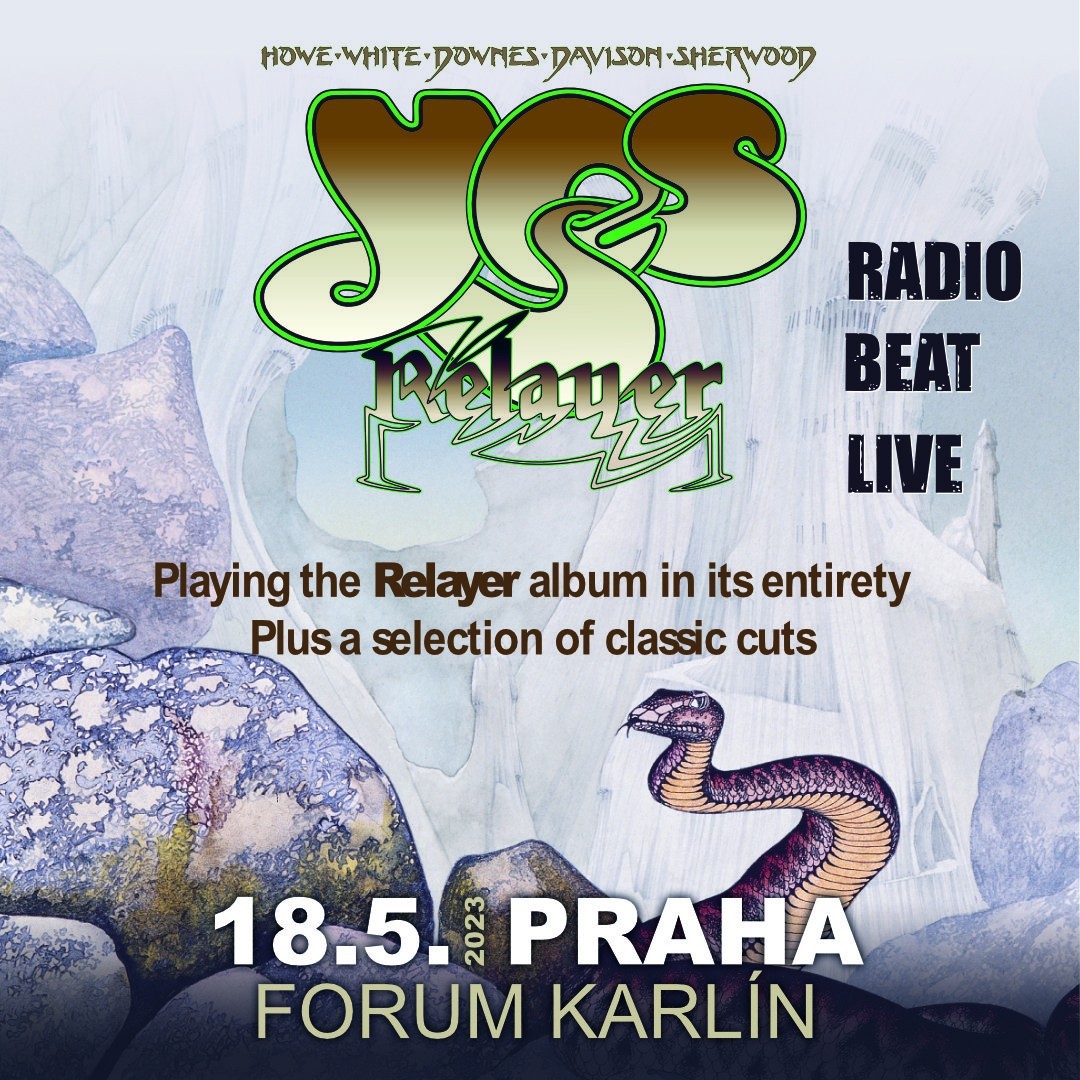 HOWE·WHITE·DOWNES·DAVISON·SHERWOOD
YES
Relayer
RADIO
BEAT
LIVE
Playing the Relayer album in its entirety
Plus a selection of classic cuts
18.5. 2023 PRAHA
FORUM KARLÍN